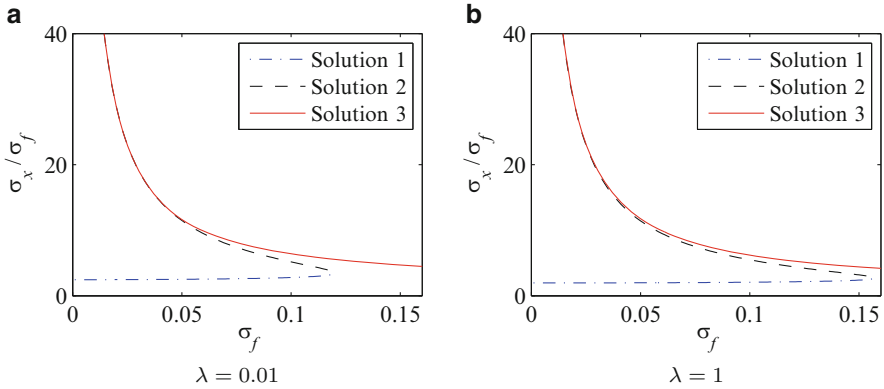 a
40
20
0
σx/σf
0
0.05
0.1
0.15
σf
Solution 1
Solution 2
Solution 3
λ = 0.01
b
40
20
0
σx/σf
0
0.05
0.1
0.15
σf
Solution 1
Solution 2
Solution 3
λ = 1